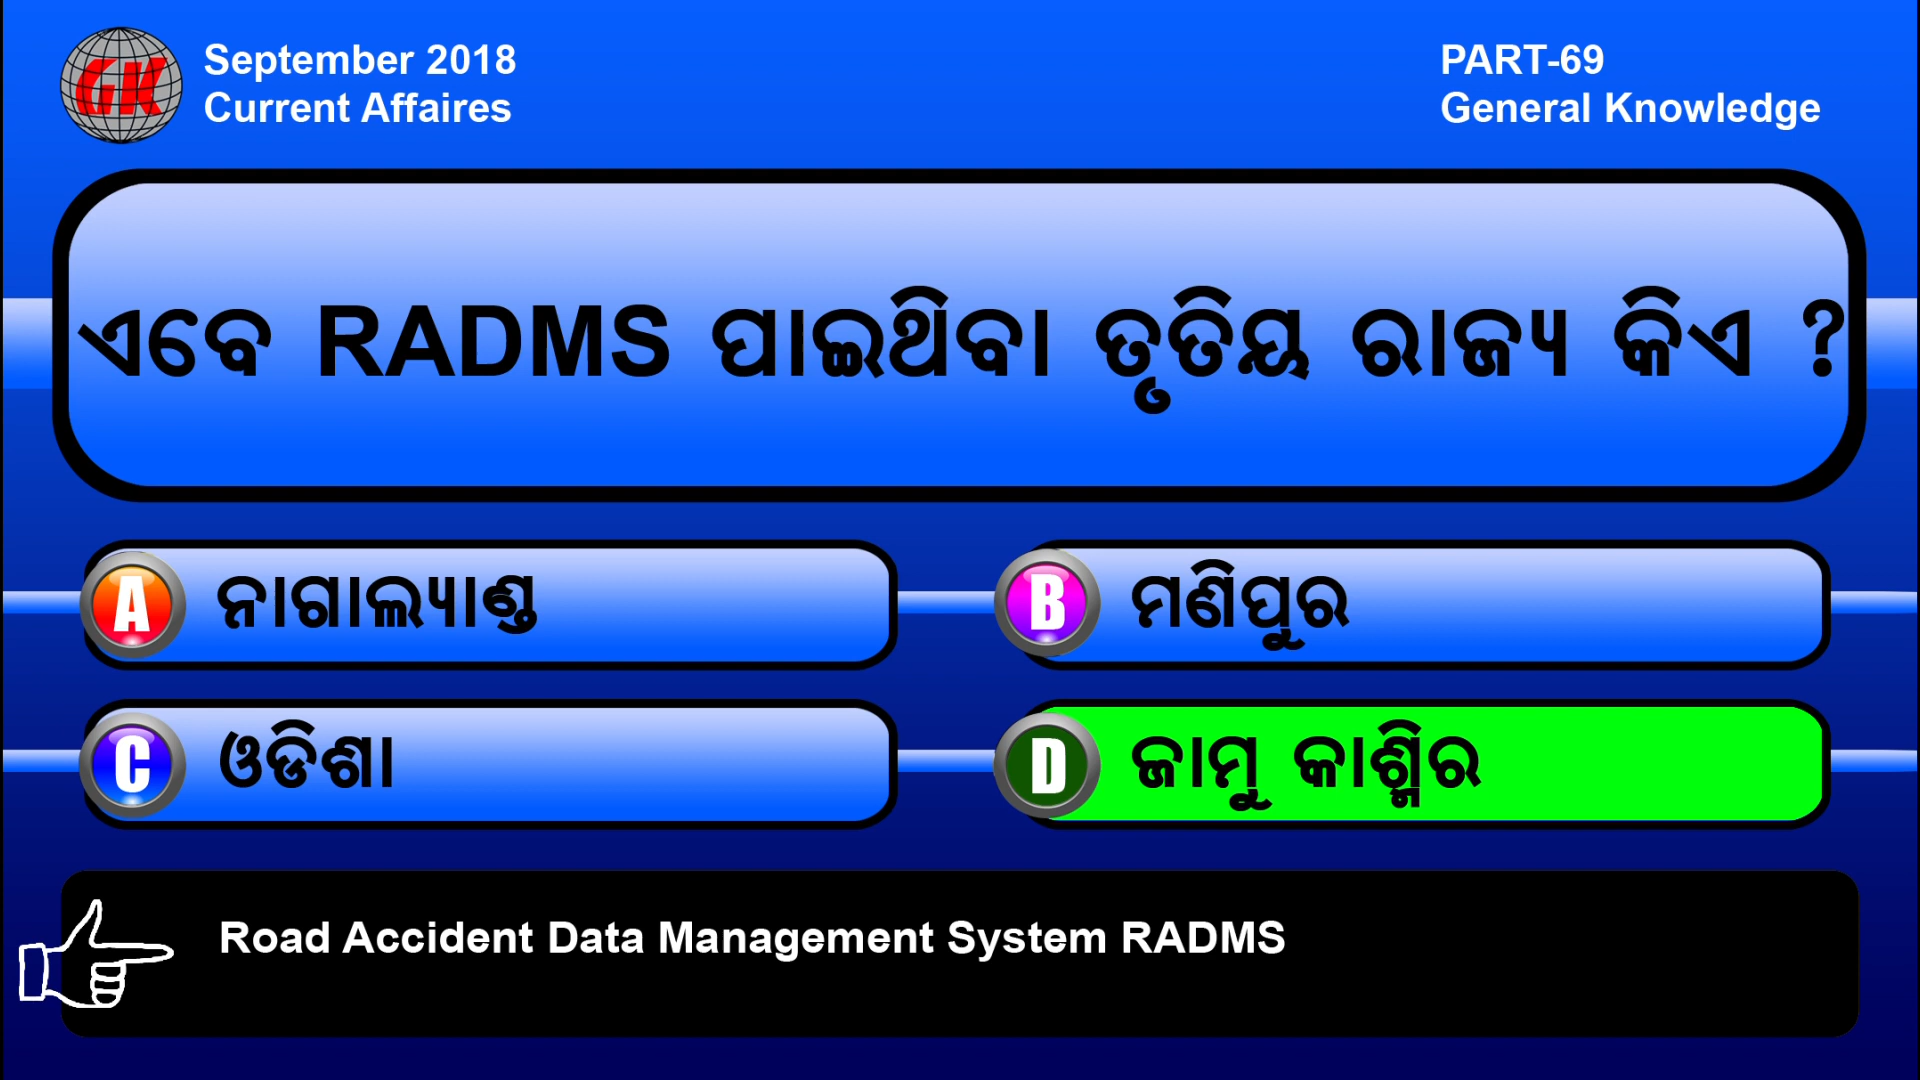 GK
September 2018
Current Affaires
PART-69
General Knowledge
ଏବେ RADMS ପାଇଥିବା ତୃତିୟ ରାଜ୍ୟ କିଏ ?
A ନାଗାଲ୍ୟାଣ୍ଡ
B ମଣିପୁର
C ଓଡିଶା
D ଜାମୁ କାଶ୍ମିର
Road Accident Data Management System RADMS